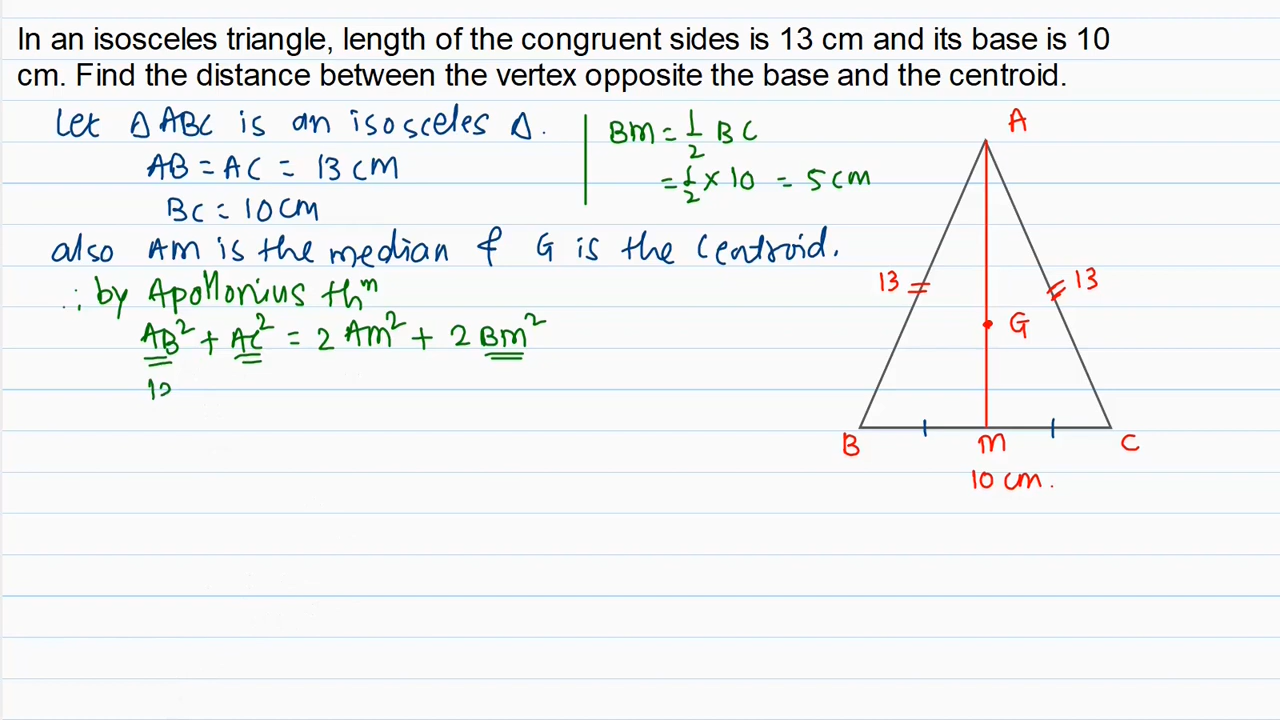 In an isosceles triangle, length of the congruent sides is 13 cm and its base is 10
cm. Find the distance between the vertex opposite the base and the centroid.
Let Δ ABC is an isosceles Δ.
AB = AC = 13 cm
BC = 10 cm
BM = 1/2 BC
= 1/2 × 10 = 5 cm
also AM is the median & G is the centroid.
∴ by Apollonius thᵐ
AB² + AC² = 2 AM² + 2 BM²
A
13
13
G
B
M
C
10 cm.